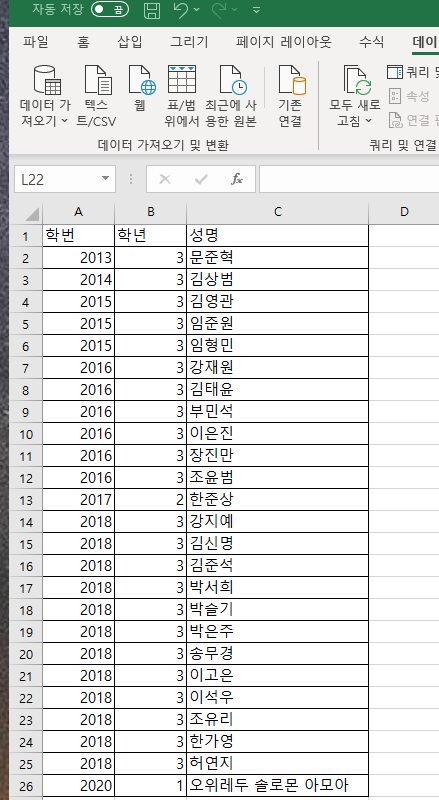 자동 저장 끔
파일 홈 삽입 그리기 페이지 레이아웃 수식 데이
데이터 가져오기 텍스트/CSV 웹 표/범위에서 최근에 사용한 원본 기존 연결 모두 새로 고침 쿼리 및 속성 연결
데이터 가져오기 및 변환 쿼리 및 연결
L22 fx
A B C D
1 학번 학년 성명
2 2013 3 문준혁
3 2014 3 김상범
4 2015 3 김영관
5 2015 3 임준원
6 2015 3 임형민
7 2016 3 강재원
8 2016 3 김태윤
9 2016 3 부민석
10 2016 3 이은진
11 2016 3 장진만
12 2016 3 조윤범
13 2017 2 한준상
14 2018 3 강지예
15 2018 3 김신명
16 2018 3 김준석
17 2018 3 박서희
18 2018 3 박슬기
19 2018 3 박은주
20 2018 3 송무경
21 2018 3 이고은
22 2018 3 이석우
23 2018 3 조유리
24 2018 3 한가영
25 2018 3 허연지
26 2020 1 오위레두 솔로몬 아모아